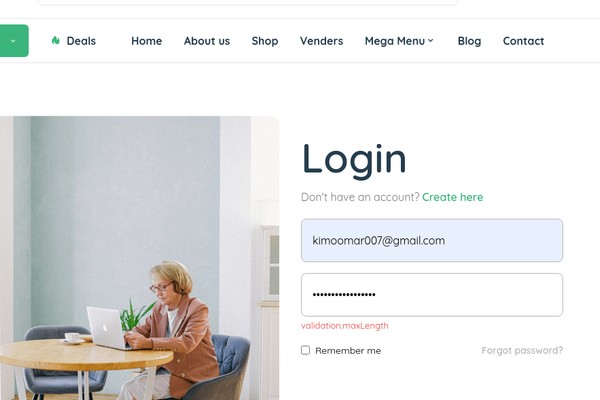 Deals Home About us Shop Venders Mega Menu Blog Contact
Login
Don't have an account? Create here
kimoomar007@gmail.com
validation.maxLength
Remember me Forgot password?